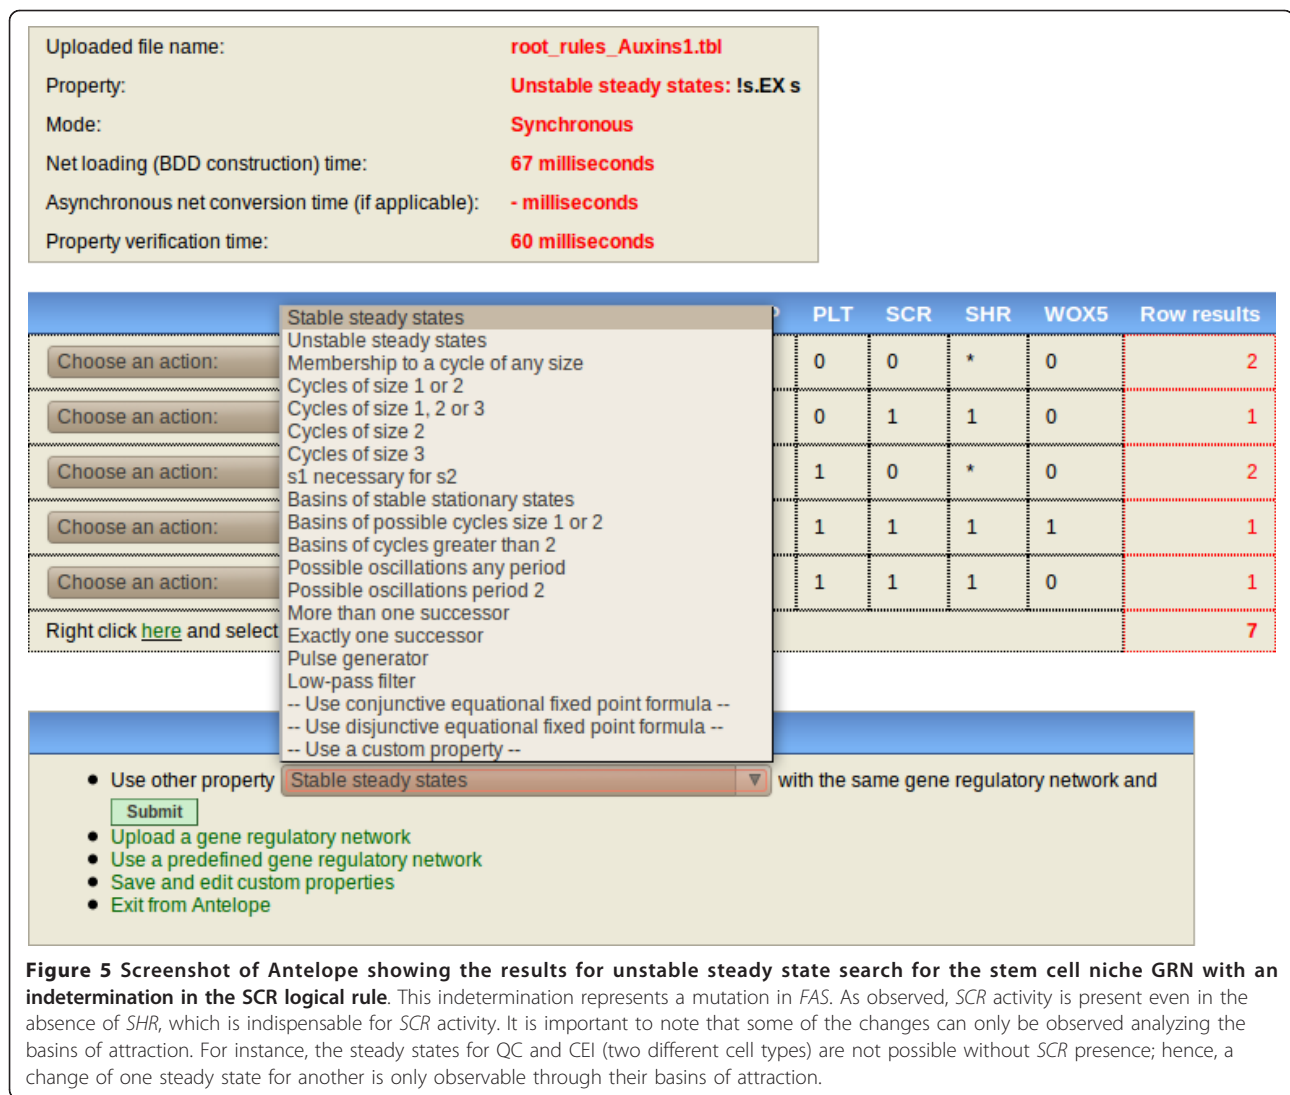 Uploaded file name: root_rules_Auxins1.tbl
Property: Unstable steady states: !s.EX s
Mode: Synchronous
Net loading (BDD construction) time: 67 milliseconds
Asynchronous net conversion time (if applicable): - milliseconds
Property verification time: 60 milliseconds
PLT SCR SHR WOX5 Row results
Choose an action: 0 0 * 0 2
Choose an action: 0 1 1 0 1
Choose an action: 1 0 * 0 2
Choose an action: 1 1 1 1 1
Choose an action: 1 1 1 0 1
Right click here and select 7
Stable steady states
Unstable steady states
Membership to a cycle of any size
Cycles of size 1 or 2
Cycles of size 1, 2 or 3
Cycles of size 2
Cycles of size 3
s1 necessary for s2
Basins of stable stationary states
Basins of possible cycles size 1 or 2
Basins of cycles greater than 2
Possible oscillations any period
Possible oscillations period 2
More than one successor
Exactly one successor
Pulse generator
Low-pass filter
-- Use conjunctive equational fixed point formula --
-- Use disjunctive equational fixed point formula --
-- Use a custom property --
• Use other property Stable steady states with the same gene regulatory network and
Submit
• Upload a gene regulatory network
• Use a predefined gene regulatory network
• Save and edit custom properties
• Exit from Antelope
Figure 5 Screenshot of Antelope showing the results for unstable steady state search for the stem cell niche GRN with an
indetermination in the SCR logical rule. This indetermination represents a mutation in FAS. As observed, SCR activity is present even in the
absence of SHR, which is indispensable for SCR activity. It is important to note that some of the changes can only be observed analyzing the
basins of attraction. For instance, the steady states for QC and CEI (two different cell types) are not possible without SCR presence; hence, a
change of one steady state for another is only observable through their basins of attraction.